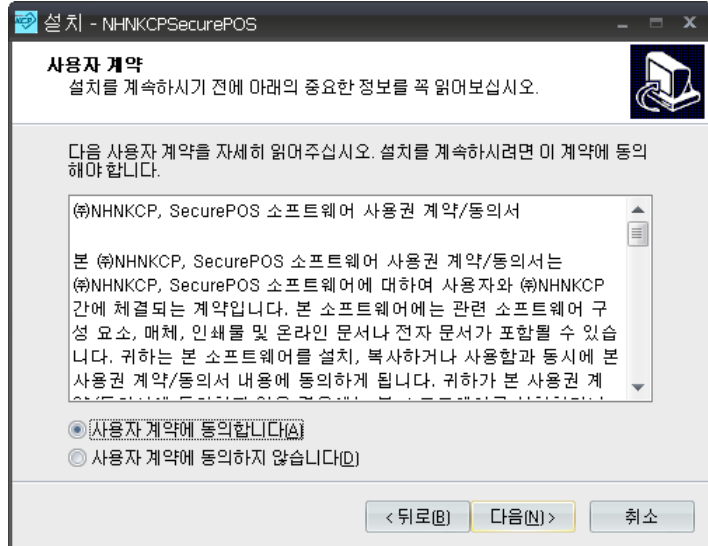 설치 - NHNKCPSecurePOS
사용자 계약
설치를 계속하시기 전에 아래의 중요한 정보를 꼭 읽어보십시오.
다음 사용자 계약을 자세히 읽어주십시오. 설치를 계속하시려면 이 계약에 동의
해야 합니다.
㈜NHNKCP, SecurePOS 소프트웨어 사용권 계약/동의서
본 ㈜NHNKCP, SecurePOS 소프트웨어 사용권 계약/동의서는
㈜NHNKCP, SecurePOS 소프트웨어에 대하여 사용자와 ㈜NHNKCP
간에 체결되는 계약입니다. 본 소프트웨어에는 관련 소프트웨어 구
성 요소, 매체, 인쇄물 및 온라인 문서나 전자 문서가 포함될 수 있습
니다. 귀하는 본 소프트웨어를 설치, 복사하거나 사용함과 동시에 본
사용권 계약/동의서 내용에 동의하게 됩니다. 귀하가 본 사용권 계
사용자 계약에 동의합니다(A)
사용자 계약에 동의하지 않습니다(D)
< 뒤로(B) 다음(N) > 취소